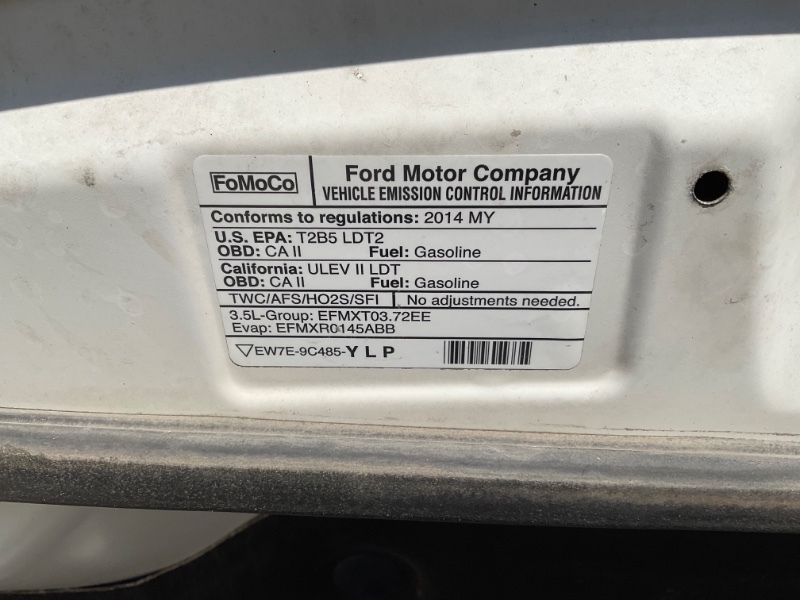 FoMoCo
Ford Motor Company
VEHICLE EMISSION CONTROL INFORMATION
Conforms to regulations: 2014 MY
U.S. EPA: T2B5 LDT2
OBD: CA II Fuel: Gasoline
California: ULEV II LDT
OBD: CA II Fuel: Gasoline
TWC/AFS/HO2S/SFI No adjustments needed.
3.5L-Group: EFMXT03.72EE
Evap: EFMXR0145ABB
EW7E-9C485-Y L P